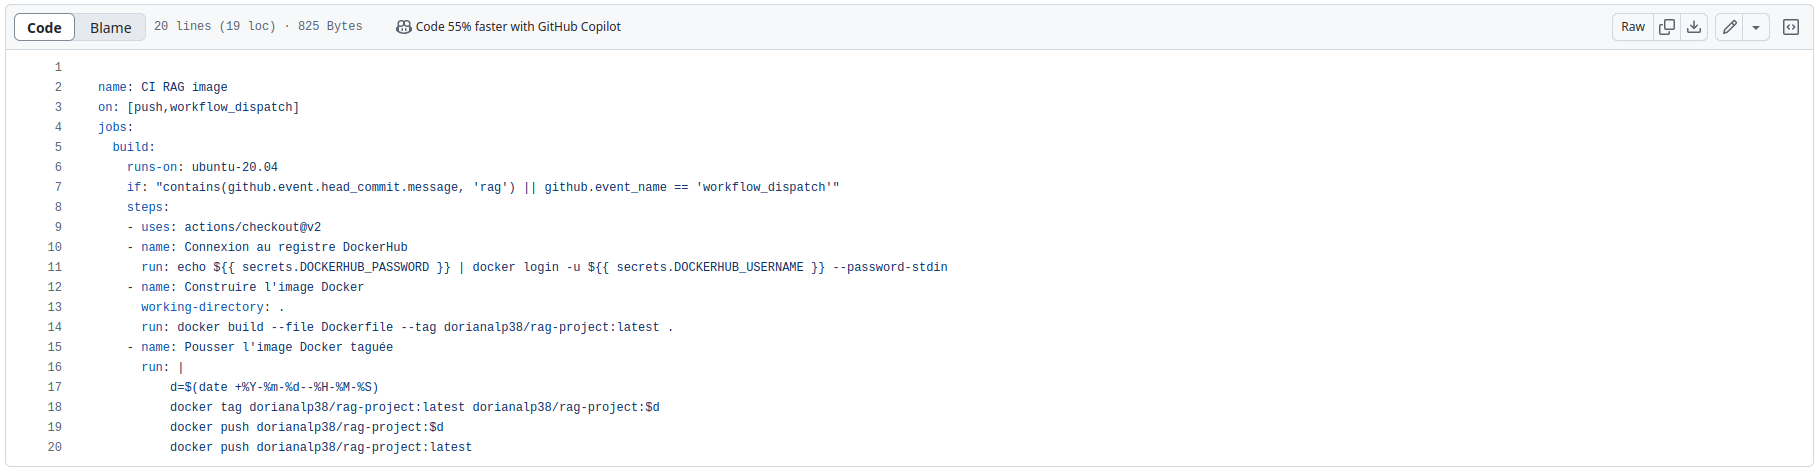 Code Blame 20 lines (19 loc) · 825 Bytes Code 55% faster with GitHub Copilot Raw
1
2 name: CI RAG image
3 on: [push,workflow_dispatch]
4 jobs:
5 build:
6 runs-on: ubuntu-20.04
7 if: "contains(github.event.head_commit.message, 'rag') || github.event_name == 'workflow_dispatch'"
8 steps:
9 - uses: actions/checkout@v2
10 - name: Connexion au registre DockerHub
11 run: echo ${{ secrets.DOCKERHUB_PASSWORD }} | docker login -u ${{ secrets.DOCKERHUB_USERNAME }} --password-stdin
12 - name: Construire l'image Docker
13 working-directory: .
14 run: docker build --file Dockerfile --tag dorianalp38/rag-project:latest .
15 - name: Pousser l'image Docker taguée
16 run: |
17 d=$(date +%Y-%m-%d--%H-%M-%S)
18 docker tag dorianalp38/rag-project:latest dorianalp38/rag-project:$d
19 docker push dorianalp38/rag-project:$d
20 docker push dorianalp38/rag-project:latest